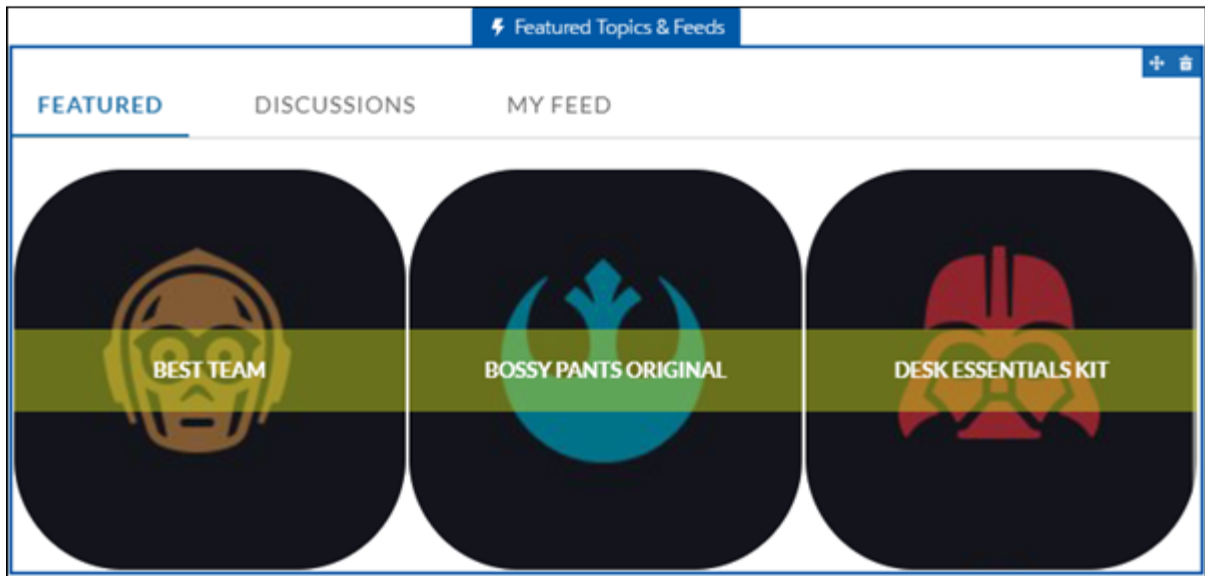 Featured Topics & Feeds
FEATURED DISCUSSIONS MY FEED
BEST TEAM BOSSY PANTS ORIGINAL DESK ESSENTIALS KIT